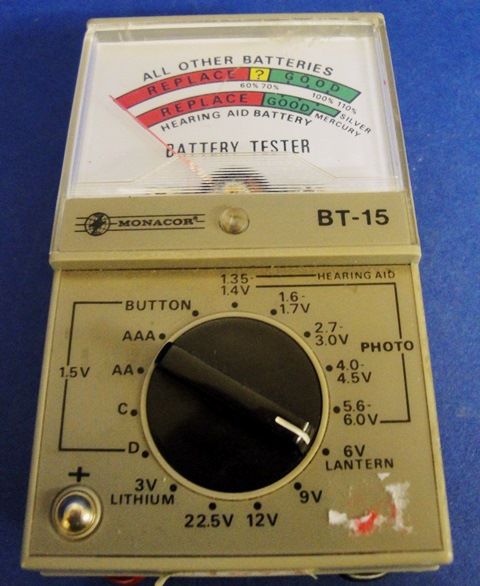 ALL OTHER BATTERIES
REPLACE ? GOOD
60% 70% 100% 110%
REPLACE GOOD SILVER
MERCURY
HEARING AID BATTERY
BATTERY TESTER
MONACOR® BT-15
1.35-
1.4V
HEARING AID
BUTTON
1.6-
1.7V
AAA
2.7-
3.0V
PHOTO
1.5V
AA
4.0-
4.5V
C
5.6-
6.0V
D
6V
LANTERN
+
3V
LITHIUM
9V
22.5V
12V